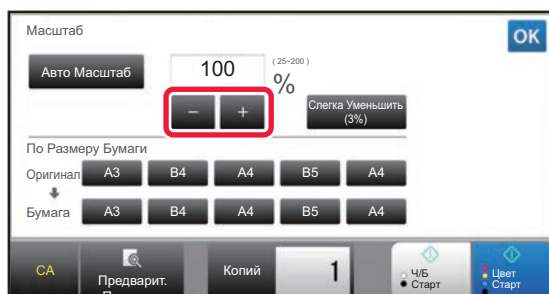 Масштаб
OK
Авто Масштаб
100
( 25~200 )
%
− +
Слегка Уменьшить
(3%)
По Размеру Бумаги
Оригинал A3 B4 A4 B5 A4
Бумага A3 B4 A4 B5 A4
CA
Предварит.
Копий
1
Ч/Б
Старт
Цвет
Старт